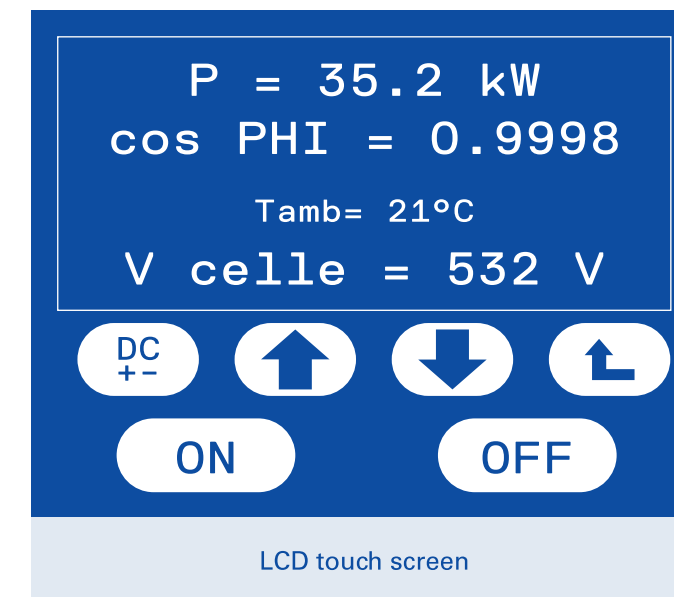 P = 35.2 kW
cos PHI = 0.9998
Tamb= 21°C
V celle = 532 V
DC
+−
ON
OFF
LCD touch screen